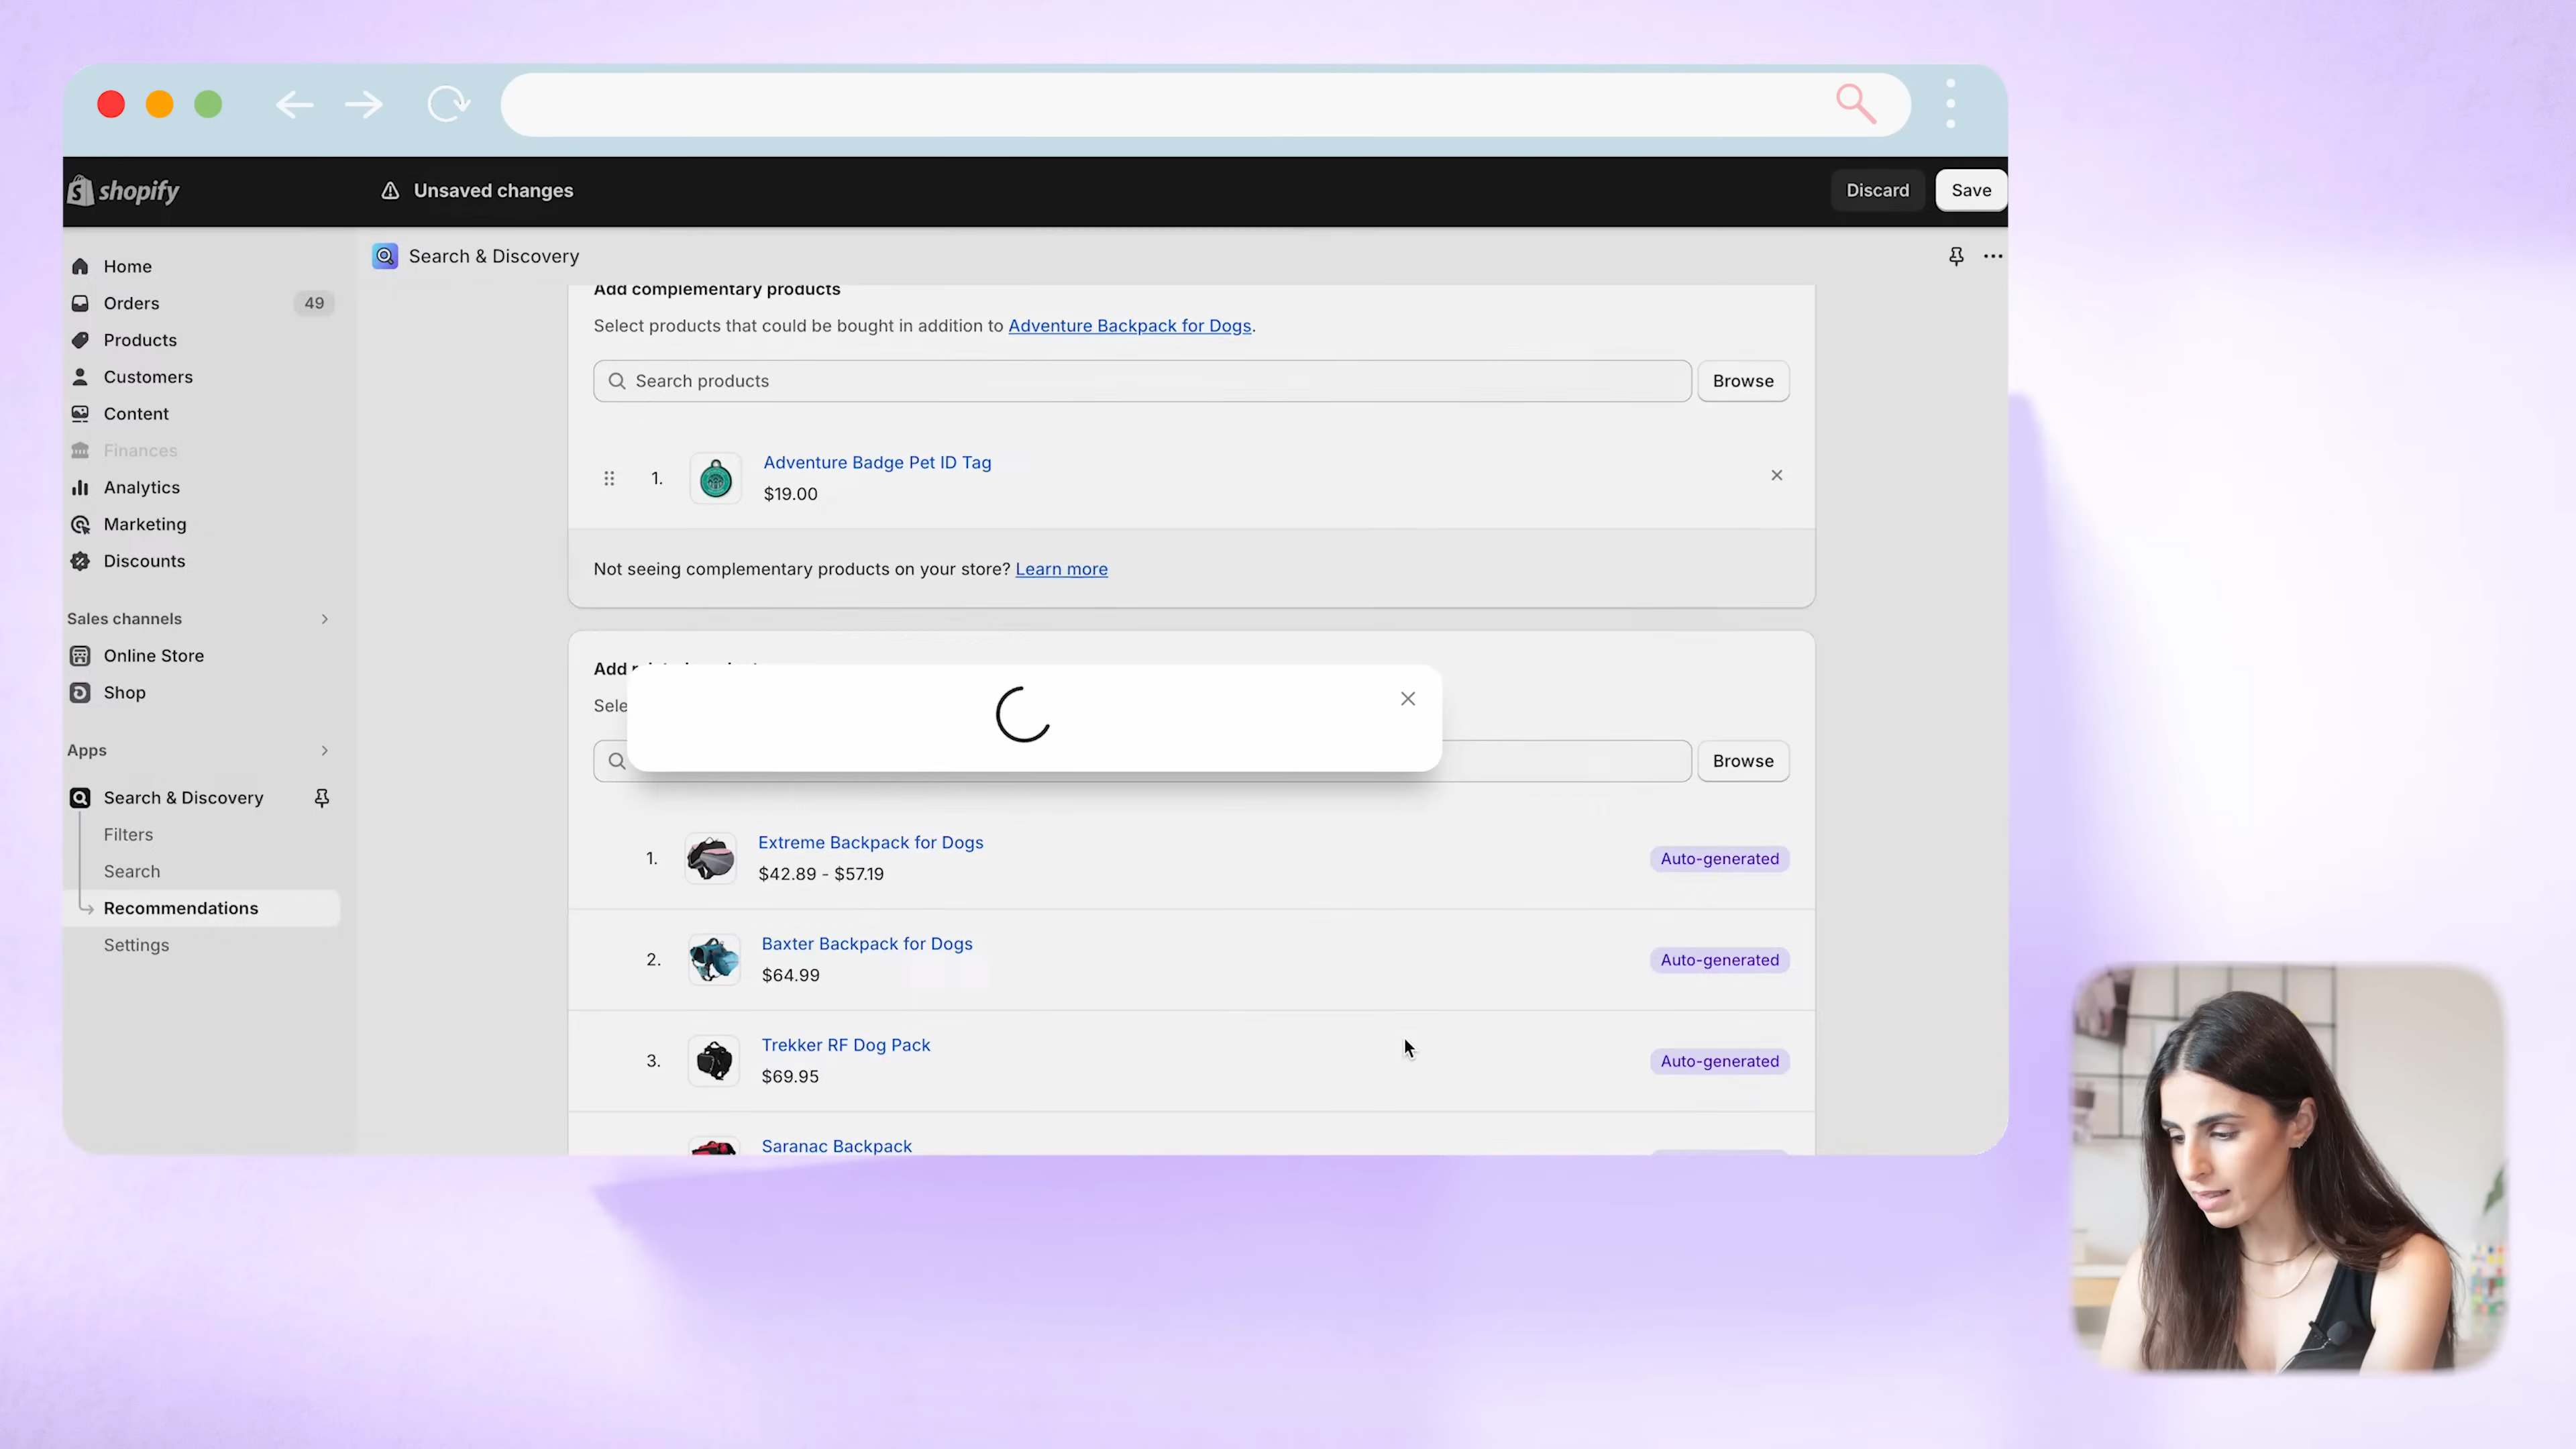 shopify
Unsaved changes
Discard
Save
Home
Orders
49
Products
Customers
Content
Finances
Analytics
Marketing
Discounts
Sales channels
Online Store
Shop
Apps
Search & Discovery
Filters
Search
Recommendations
Settings
Search & Discovery
Add complementary products
Select products that could be bought in addition to Adventure Backpack for Dogs.
Search products
Browse
1.
Adventure Badge Pet ID Tag
$19.00
Not seeing complementary products on your store? Learn more
Add
Browse
1.
Extreme Backpack for Dogs
$42.89 - $57.19
Auto-generated
2.
Baxter Backpack for Dogs
$64.99
Auto-generated
3.
Trekker RF Dog Pack
$69.95
Auto-generated
Saranac Backpack